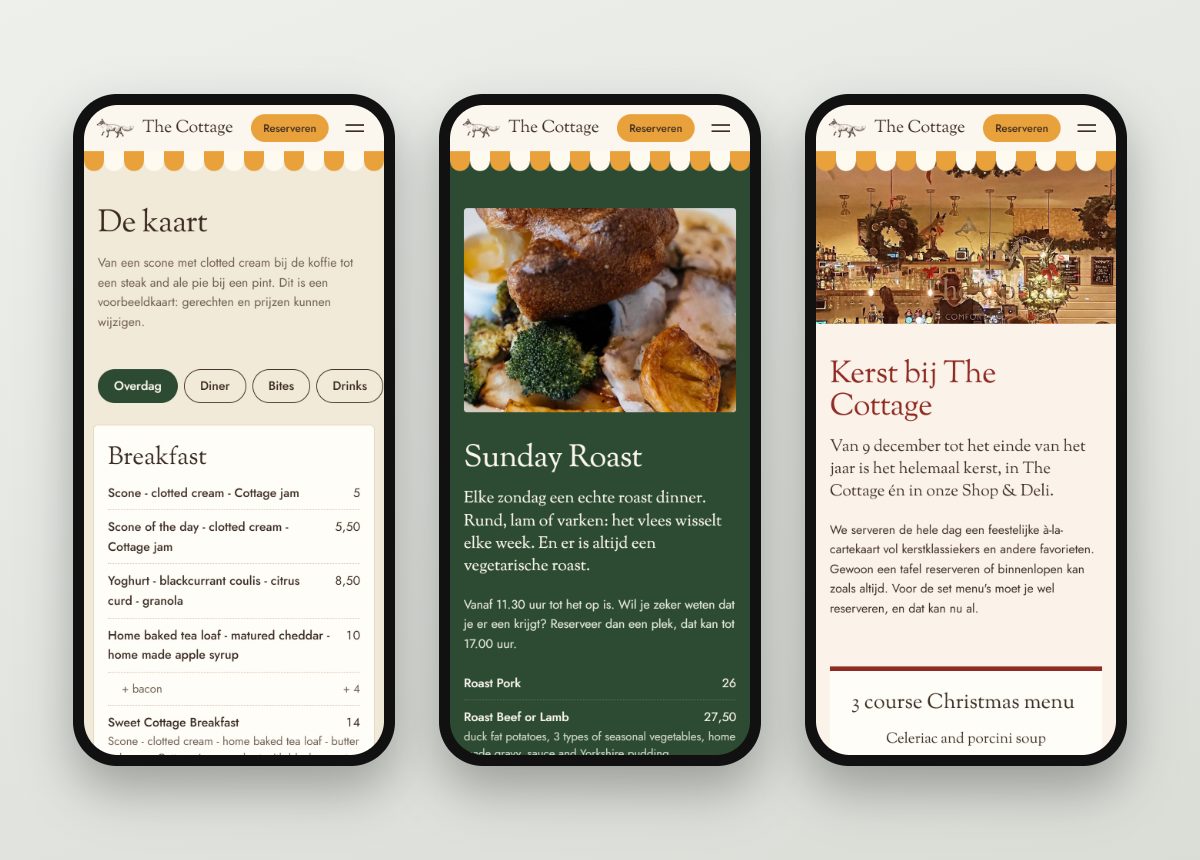 The Cottage
Reserveren
De kaart
Van een scone met clotted cream bij de koffie tot
een steak and ale pie bij een pint. Dit is een
voorbeeldkaart: gerechten en prijzen kunnen
wijzigen.
Overdag
Diner
Bites
Drinks
Breakfast
Scone - clotted cream - Cottage jam 5
Scone of the day - clotted cream - 5,50
Cottage jam
Yoghurt - blackcurrant coulis - citrus 8,50
curd - granola
Home baked tea loaf - matured cheddar - 10
home made apple syrup
+ bacon + 4
Sweet Cottage Breakfast 14
Scone - clotted cream - home baked tea loaf - butter
The Cottage
Reserveren
Sunday Roast
Elke zondag een echte roast dinner.
Rund, lam of varken: het vlees wisselt
elke week. En er is altijd een
vegetarische roast.
Vanaf 11.30 uur tot het op is. Wil je zeker weten dat
je er een krijgt? Reserveer dan een plek, dat kan tot
17.00 uur.
Roast Pork 26
Roast Beef or Lamb 27,50
duck fat potatoes, 3 types of seasonal vegetables, home
gravy, sauce and Yorkshire pudding
The Cottage
Reserveren
Kerst bij The
Cottage
Van 9 december tot het einde van het
jaar is het helemaal kerst, in The
Cottage én in onze Shop & Deli.
We serveren de hele dag een feestelijke à-la-
cartekaart vol kerstklassiekers en andere favorieten.
Gewoon een tafel reserveren of binnenlopen kan
zoals altijd. Voor de set menu's moet je wel
reserveren, en dat kan nu al.
3 course Christmas menu
Celeriac and porcini soup